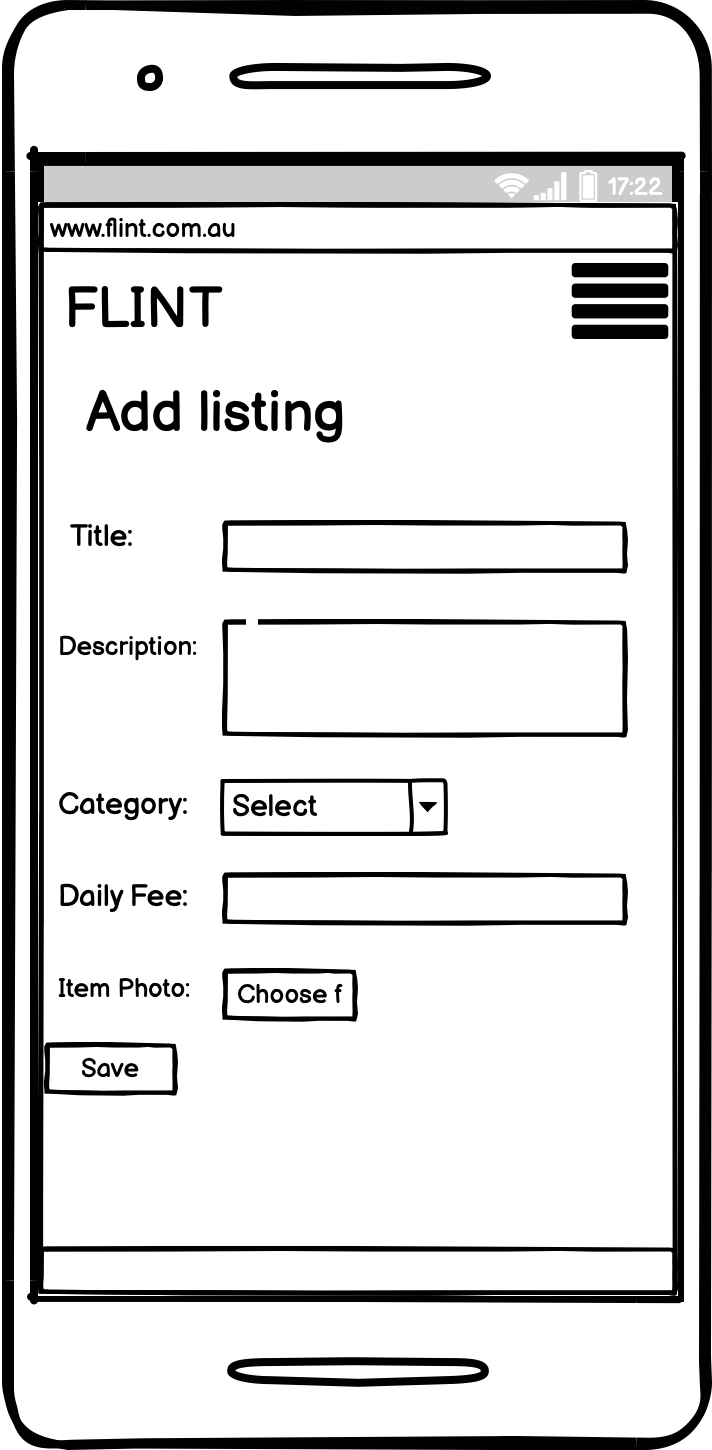 17:22
www.flint.com.au
FLINT
Add listing
Title:
Description:
Category: Select
Daily Fee:
Item Photo: Choose f
Save